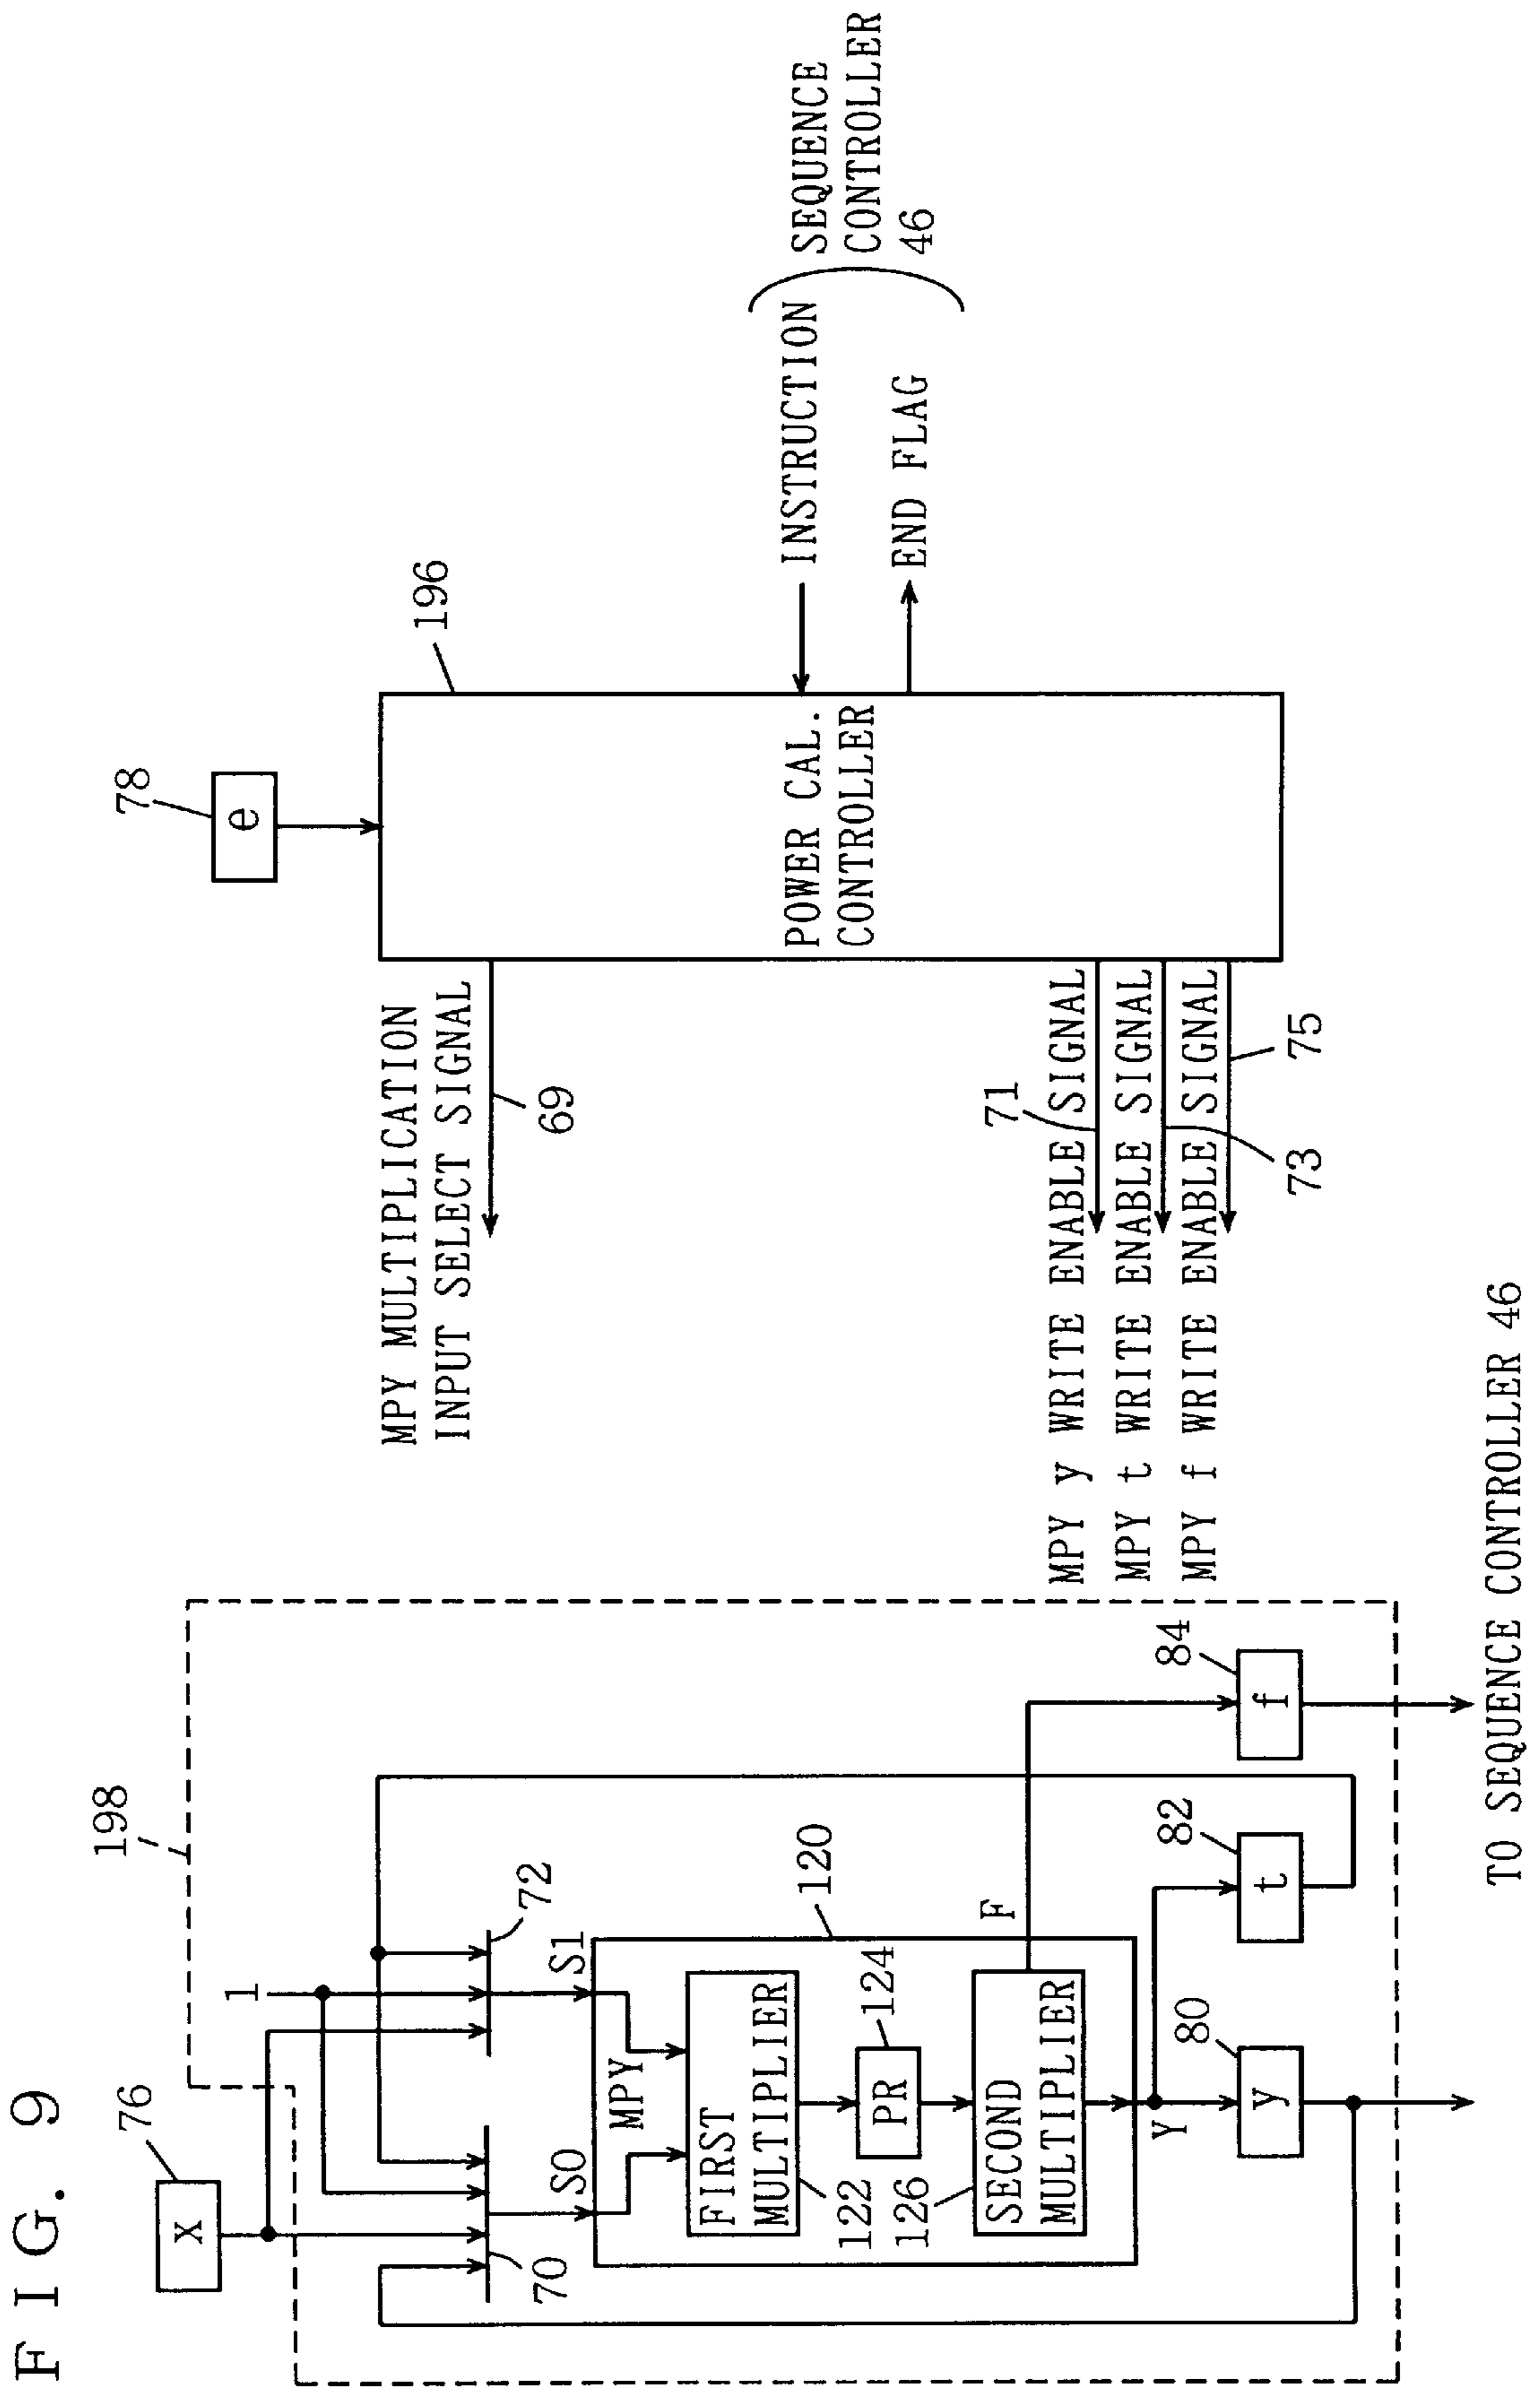 FIG. 9
76
x
198
1
70
72
S0
S1
MPY
120
FIRST
MULTIPLIER
122
PR
124
126
SECOND
MULTIPLIER
F
Y
80
y
82
t
84
f
TO SEQUENCE CONTROLLER 46
MPY MULTIPLICATION
INPUT SELECT SIGNAL
69
MPY y WRITE ENABLE SIGNAL
71
MPY t WRITE ENABLE SIGNAL
73
MPY f WRITE ENABLE SIGNAL
75
78
e
196
POWER CAL.
CONTROLLER
INSTRUCTION
END FLAG
SEQUENCE
CONTROLLER
46